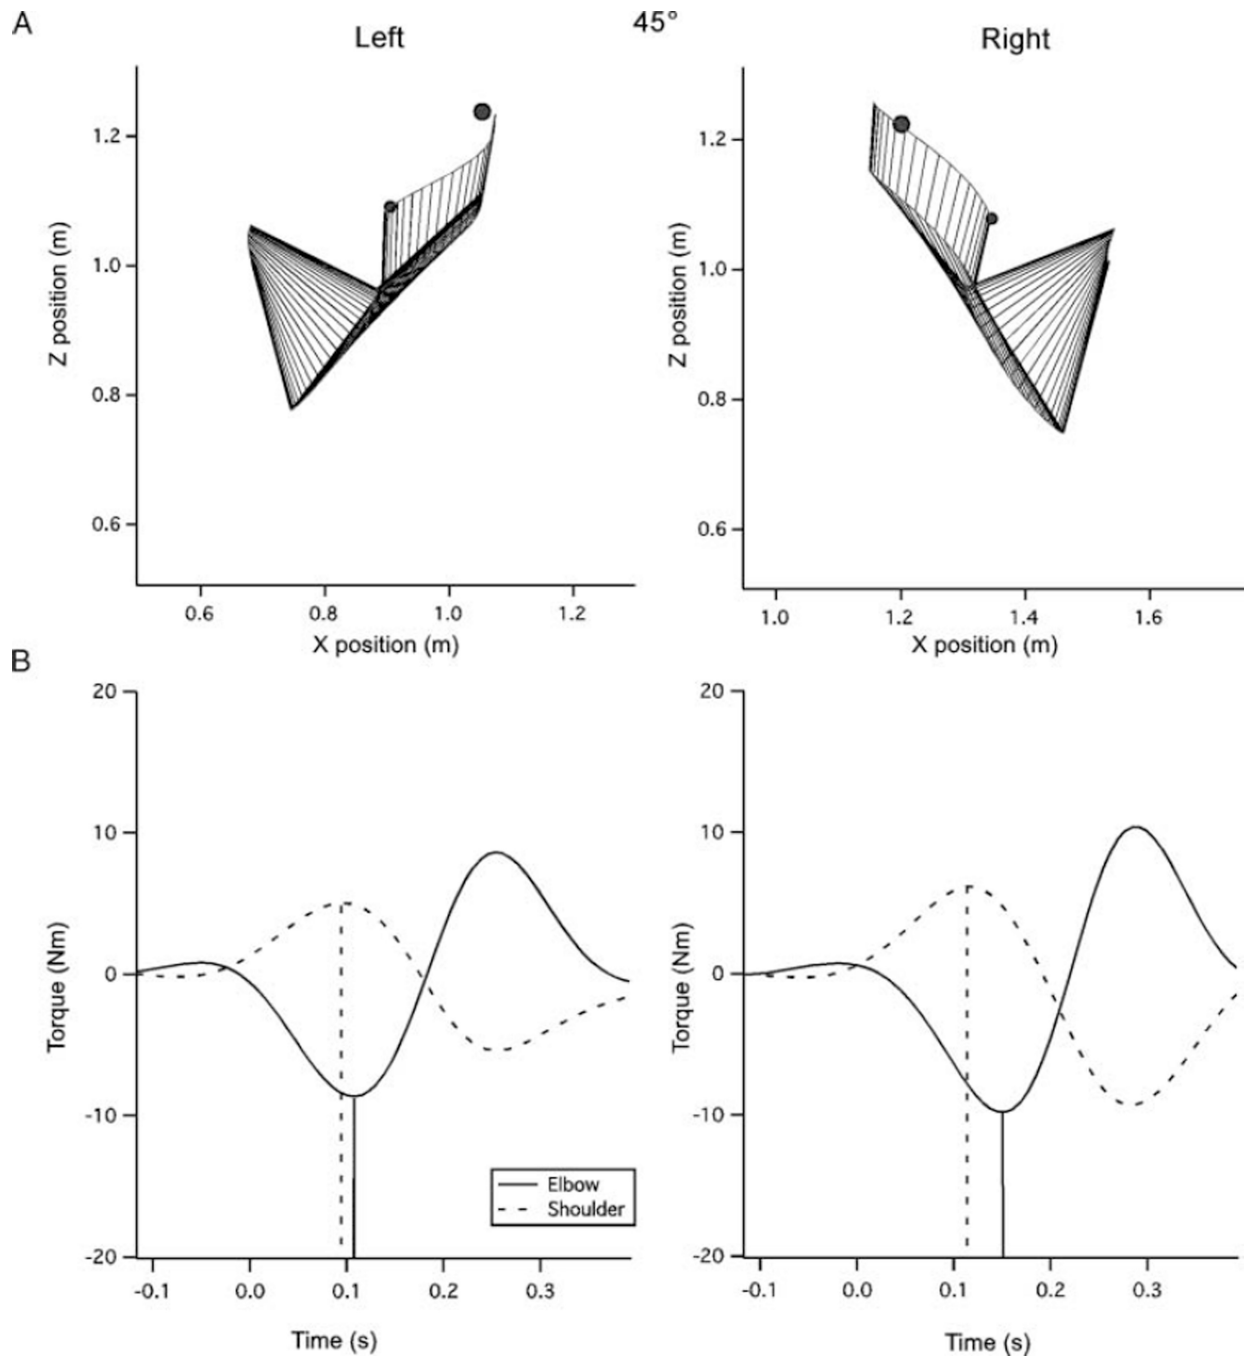 A
45°
Left
Right
Z position (m)
1.2
1.0
0.8
0.6
0.6 0.8 1.0 1.2
X position (m)
Z position (m)
1.2
1.0
0.8
0.6
1.0 1.2 1.4 1.6
X position (m)
B
Torque (Nm)
20
10
0
-10
-20
-0.1 0.0 0.1 0.2 0.3
Time (s)
Elbow
Shoulder
Torque (Nm)
20
10
0
-10
-20
-0.1 0.0 0.1 0.2 0.3
Time (s)